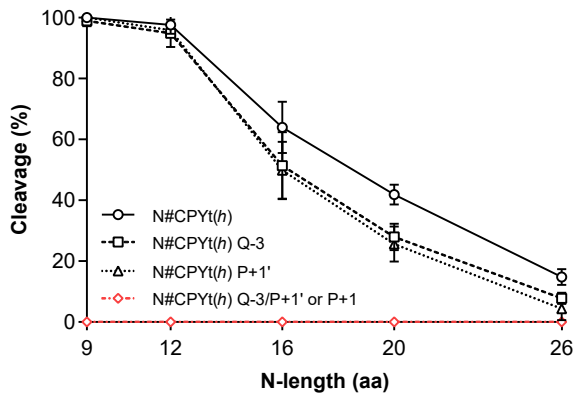 100
80
60
40
20
0
Cleavage (%)
N#CPYt(h)
N#CPYt(h) Q-3
N#CPYt(h) P+1'
N#CPYt(h) Q-3/P+1' or P+1
9 12 16 20 26
N-length (aa)